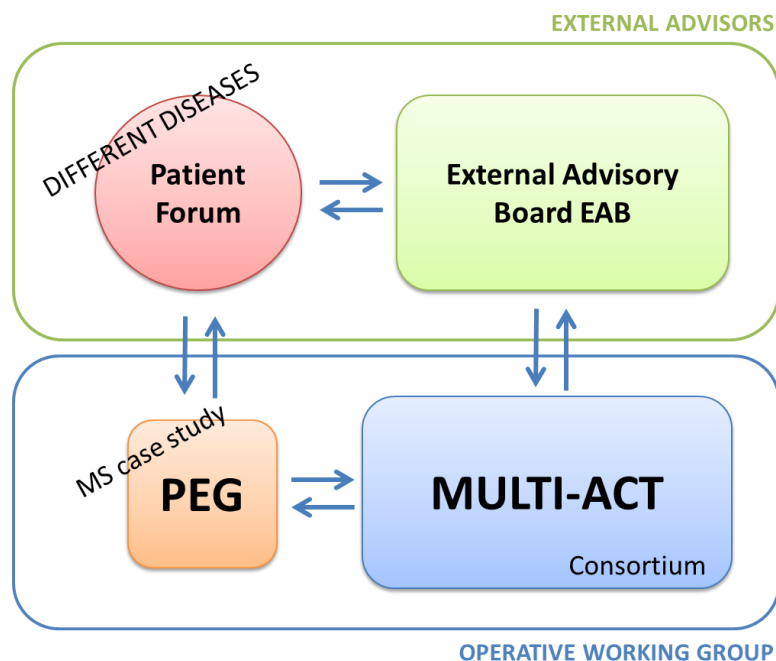 EXTERNAL ADVISORS
DIFFERENT DISEASES
Patient
Forum
External Advisory
Board EAB
MS case study
PEG
MULTI-ACT
Consortium
OPERATIVE WORKING GROUP